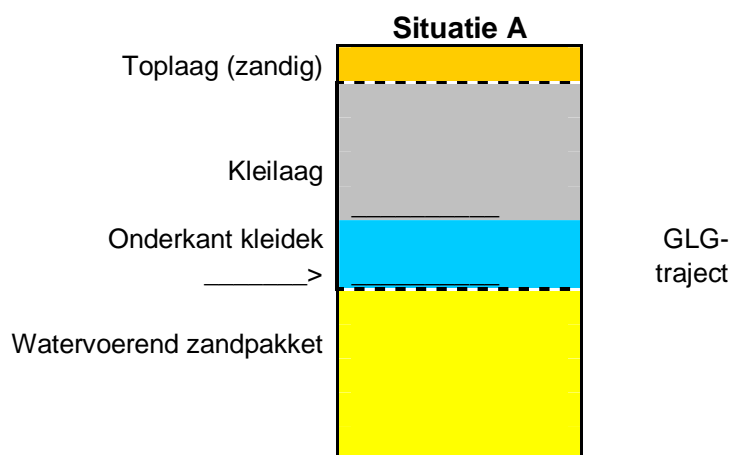 Situatie A
Toplaag (zandig)
Kleilaag
Onderkant kleidek
_______>
GLG-
traject
Watervoerend zandpakket